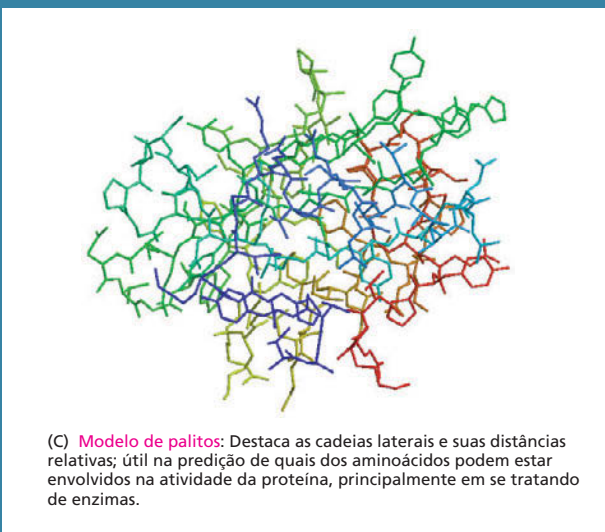 (C) Modelo de palitos: Destaca as cadeias laterais e suas distâncias
relativas; útil na predição de quais dos aminoácidos podem estar
envolvidos na atividade da proteína, principalmente em se tratando
de enzimas.